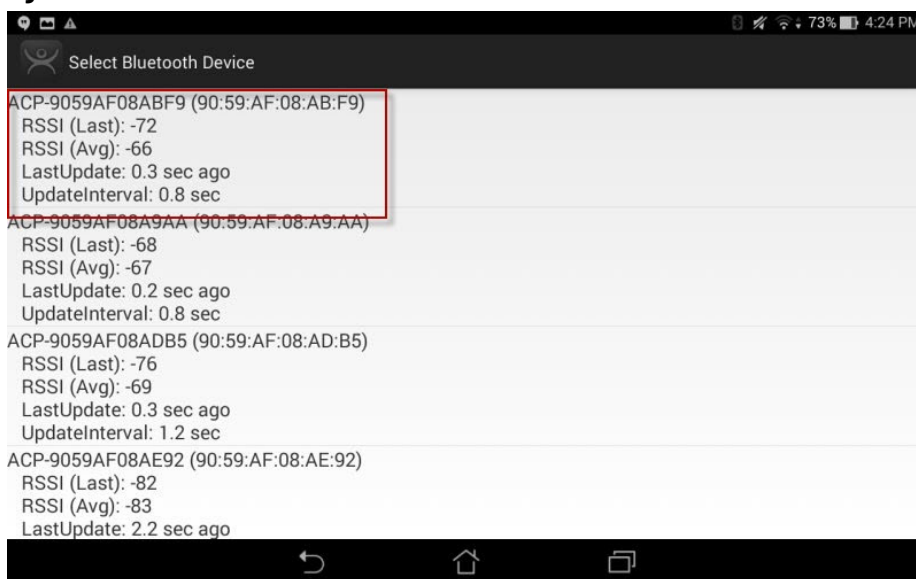 73% 4:24 PM
Select Bluetooth Device
ACP-9059AF08ABF9 (90:59:AF:08:AB:F9)
RSSI (Last): -72
RSSI (Avg): -66
LastUpdate: 0.3 sec ago
UpdateInterval: 0.8 sec
ACP-9059AF08A9AA (90:59:AF:08:A9:AA)
RSSI (Last): -68
RSSI (Avg): -67
LastUpdate: 0.2 sec ago
UpdateInterval: 0.8 sec
ACP-9059AF08ADB5 (90:59:AF:08:AD:B5)
RSSI (Last): -76
RSSI (Avg): -69
LastUpdate: 0.3 sec ago
UpdateInterval: 1.2 sec
ACP-9059AF08AE92 (90:59:AF:08:AE:92)
RSSI (Last): -82
RSSI (Avg): -83
LastUpdate: 2.2 sec ago